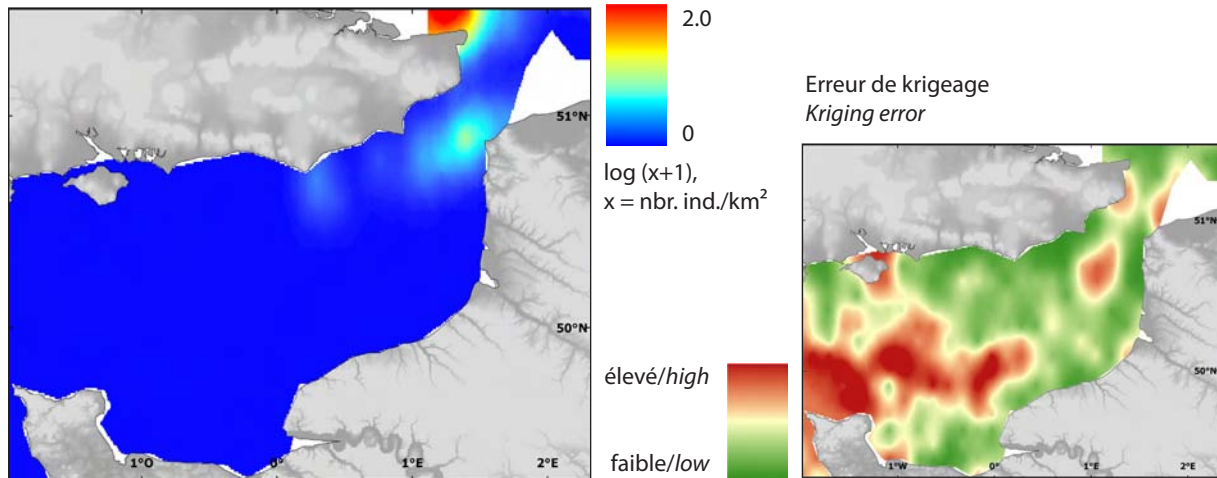 2.0
0
log (x+1),
x = nbr. ind./km²
51°N
50°N
1°O
0°
1°E
2°E
Erreur de krigeage
Kriging error
élevé/high
faible/low
51°N
50°N
1°W
0°
1°E
2°E